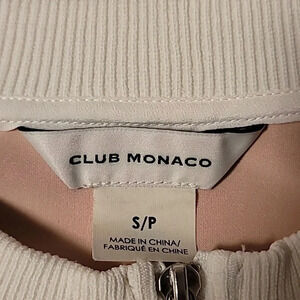 CLUB MONACO
S/P
MADE IN CHINA/
FABRIQUÉ EN CHINE